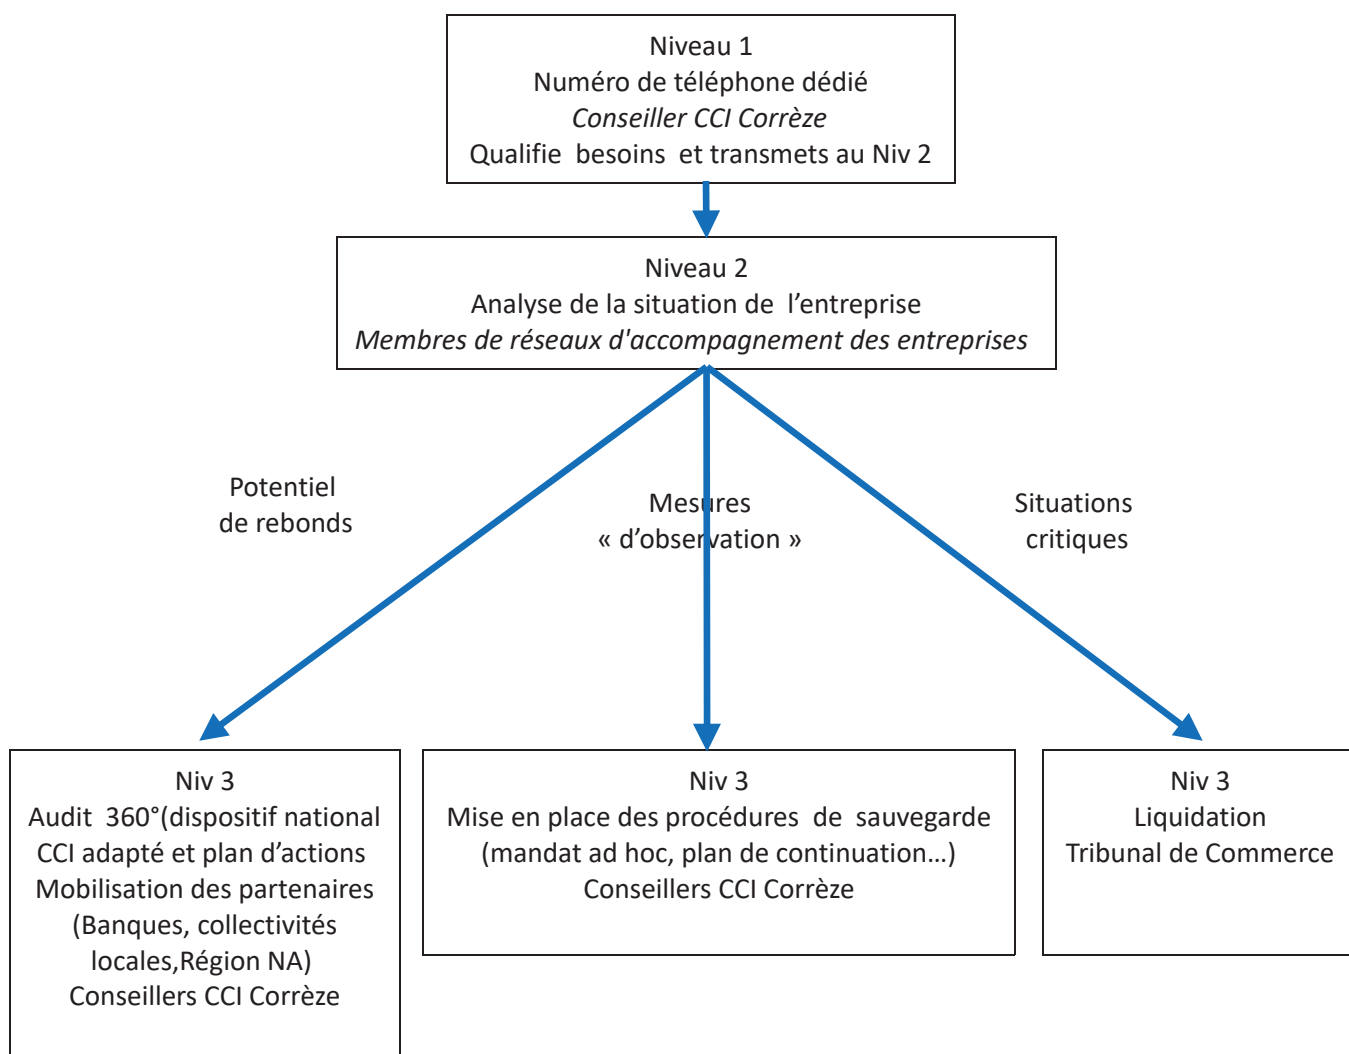 Niveau 1
Numéro de téléphone dédié
Conseiller CCI Corrèze
Qualifie  besoins  et transmets au Niv 2
Niveau 2
Analyse de la situation de  l’entreprise
Membres de réseaux d'accompagnement des entreprises
Potentiel
de rebonds
Mesures
« d’observation »
Situations
critiques
Niv 3
Audit  360°(dispositif national
CCI adapté et plan d’actions
Mobilisation des partenaires
(Banques, collectivités
locales,Région NA)
Conseillers CCI Corrèze
Niv 3
Mise en place des procédures  de  sauvegarde
(mandat ad hoc, plan de continuation…)
Conseillers CCI Corrèze
Niv 3
Liquidation
Tribunal de Commerce